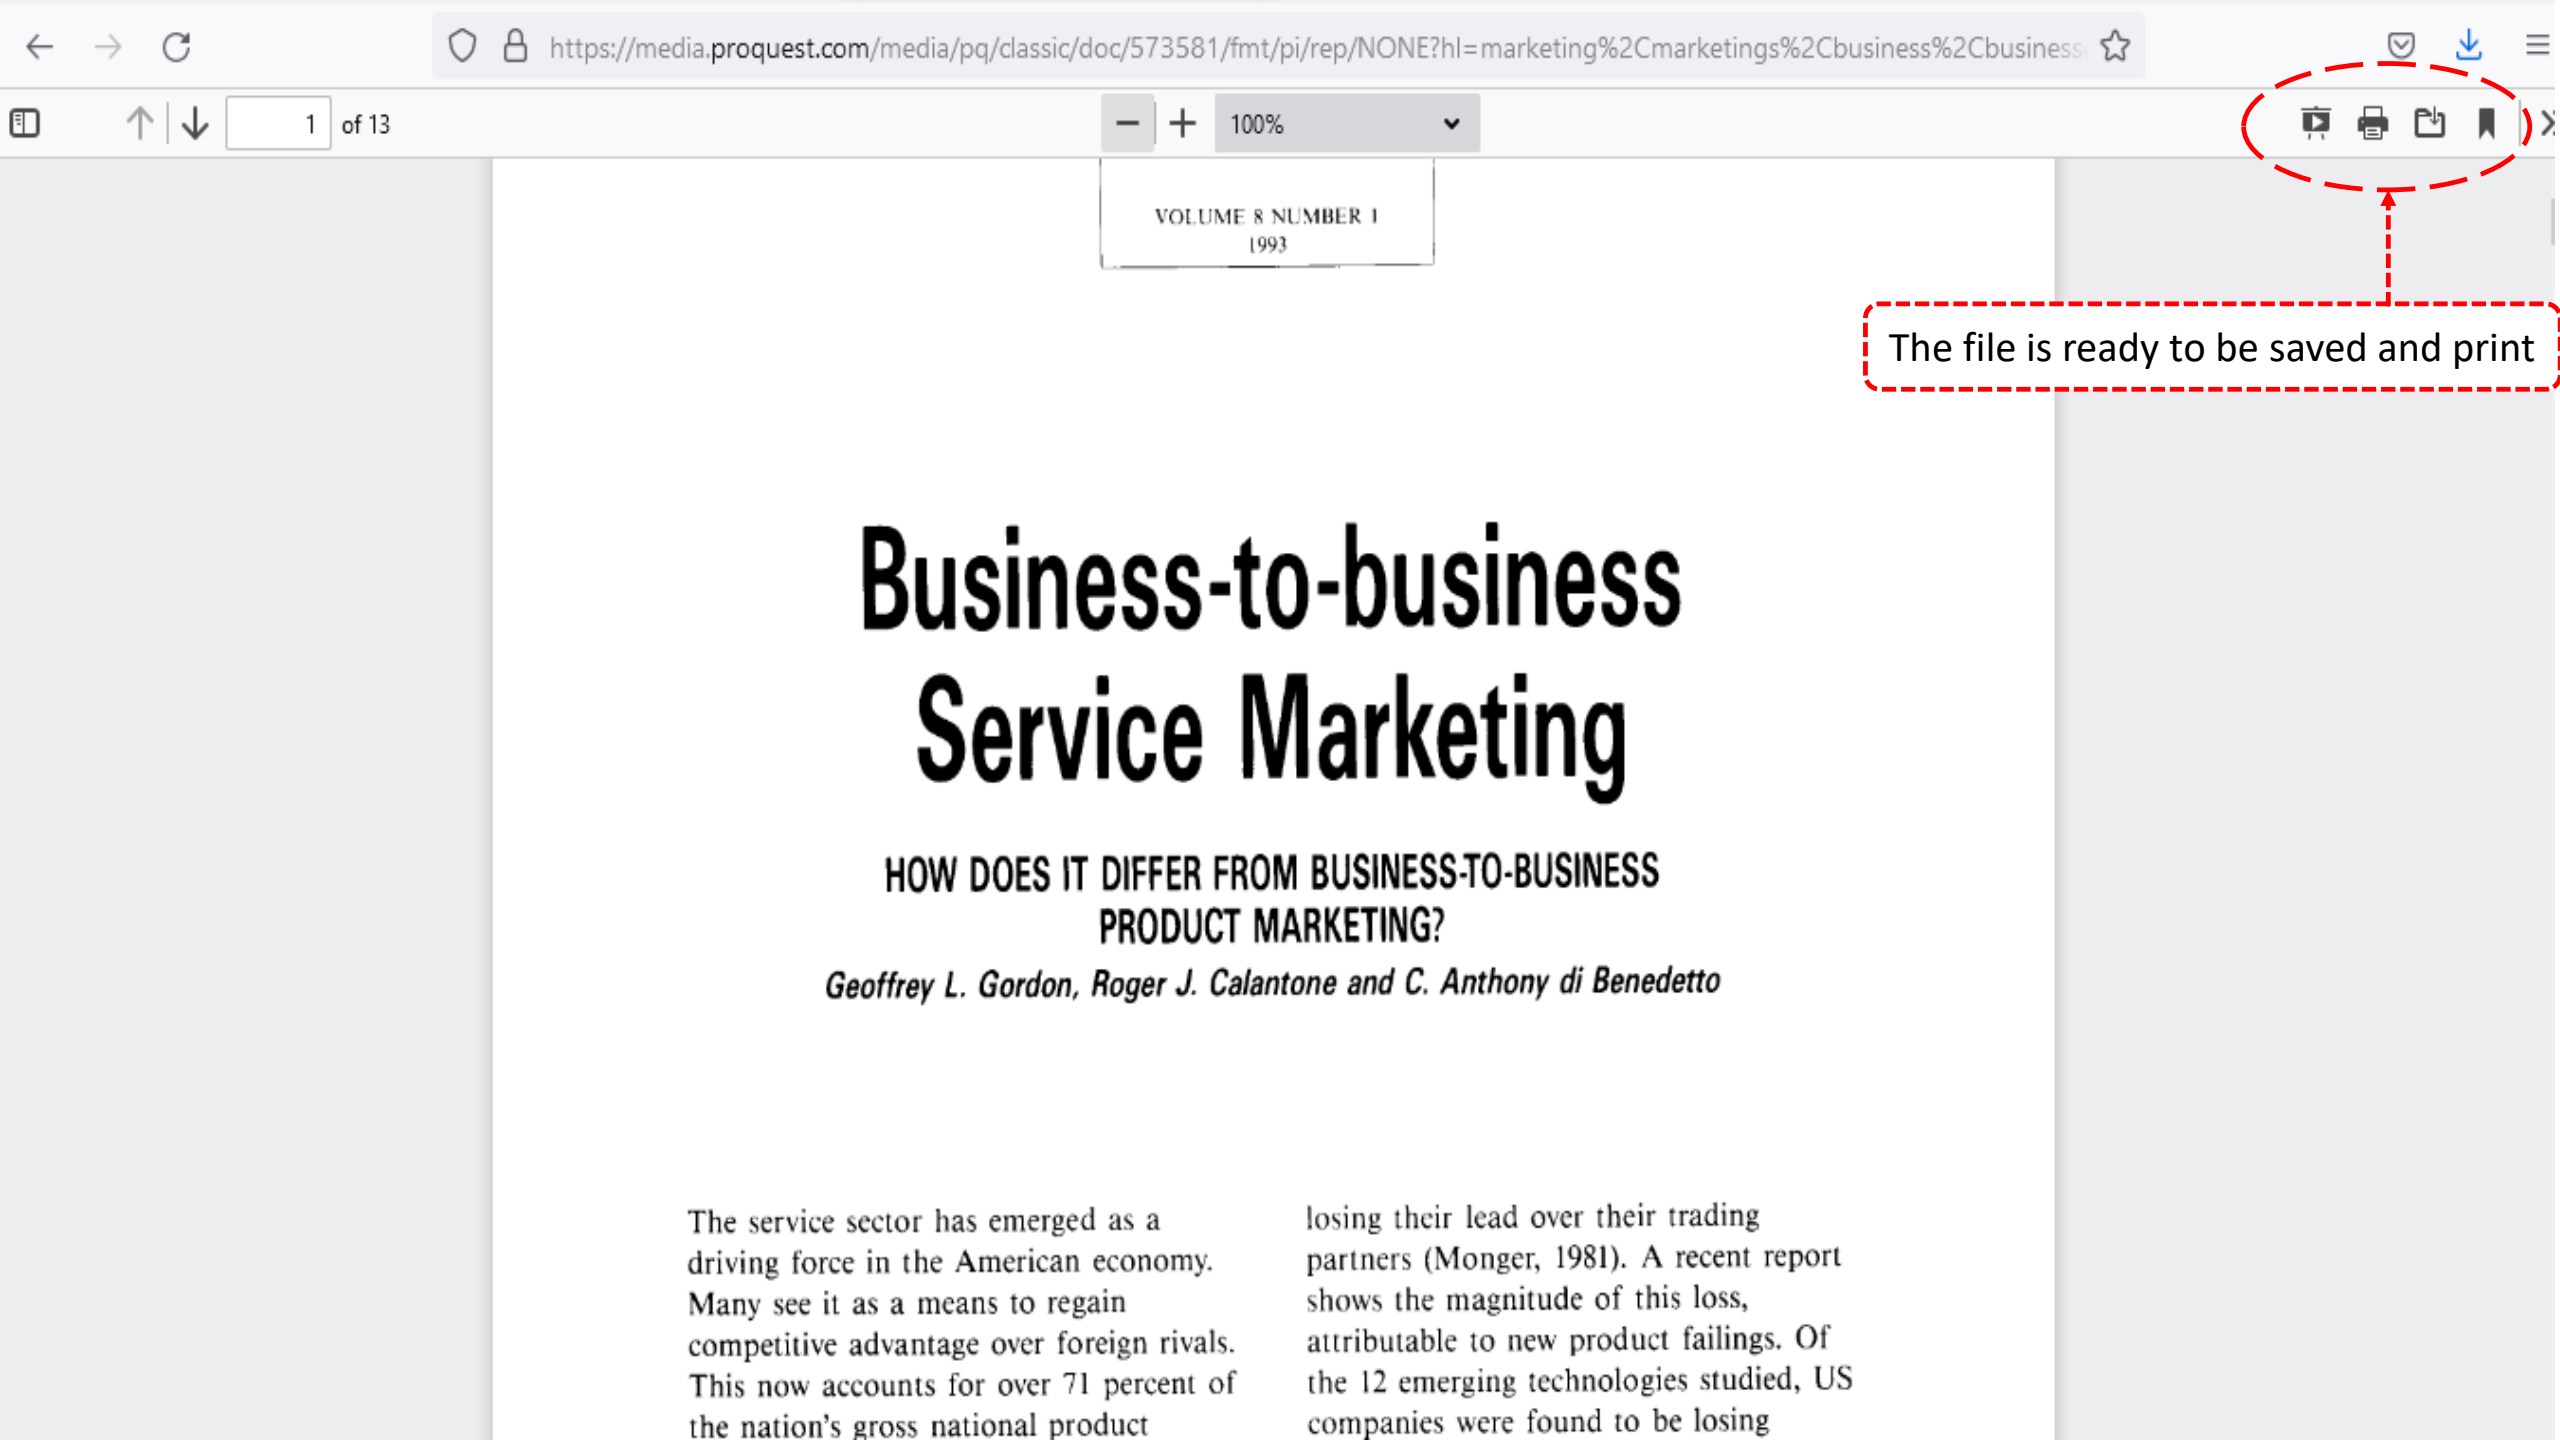 https://media.proquest.com/media/pq/classic/doc/573581/fmt/pi/rep/NONE?hl=marketing%2Cmarketings%2Cbusiness%2Cbusiness
1 of 13
100%
VOLUME 8 NUMBER 1
1993
The file is ready to be saved and print
Business-to-business
Service Marketing
HOW DOES IT DIFFER FROM BUSINESS-TO-BUSINESS
PRODUCT MARKETING?
Geoffrey L. Gordon, Roger J. Calantone and C. Anthony di Benedetto
The service sector has emerged as a
driving force in the American economy.
Many see it as a means to regain
competitive advantage over foreign rivals.
This now accounts for over 71 percent of
the nation's gross national product
losing their lead over their trading
partners (Monger, 1981). A recent report
shows the magnitude of this loss,
attributable to new product failings. Of
the 12 emerging technologies studied, US
companies were found to be losing